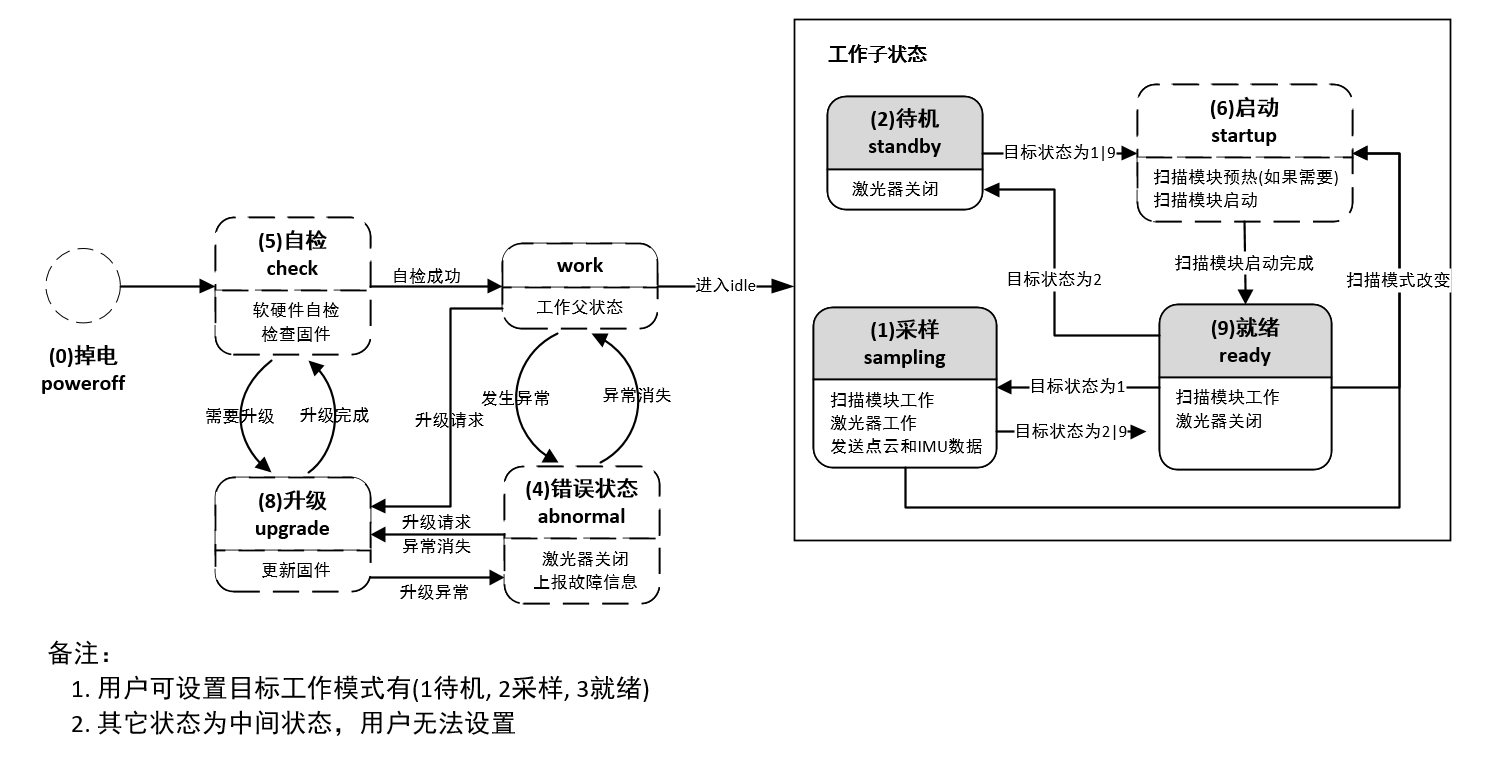 工作子状态
(2)待机
standby
激光器关闭
目标状态为1|9
(6)启动
startup
扫描模块预热(如果需要)
扫描模块启动
扫描模块启动完成
扫描模式改变
目标状态为2
(1)采样
sampling
扫描模块工作
激光器工作
发送点云和IMU数据
目标状态为1
目标状态为2|9
(9)就绪
ready
扫描模块工作
激光器关闭
(0)掉电
poweroff
(5)自检
check
软硬件自检
检查固件
自检成功
work
工作父状态
进入idle
需要升级
升级完成
升级请求
发生异常
异常消失
(8)升级
upgrade
更新固件
升级请求
异常消失
升级异常
(4)错误状态
abnormal
激光器关闭
上报故障信息
备注：
1. 用户可设置目标工作模式有(1待机, 2采样, 3就绪)
2. 其它状态为中间状态，用户无法设置